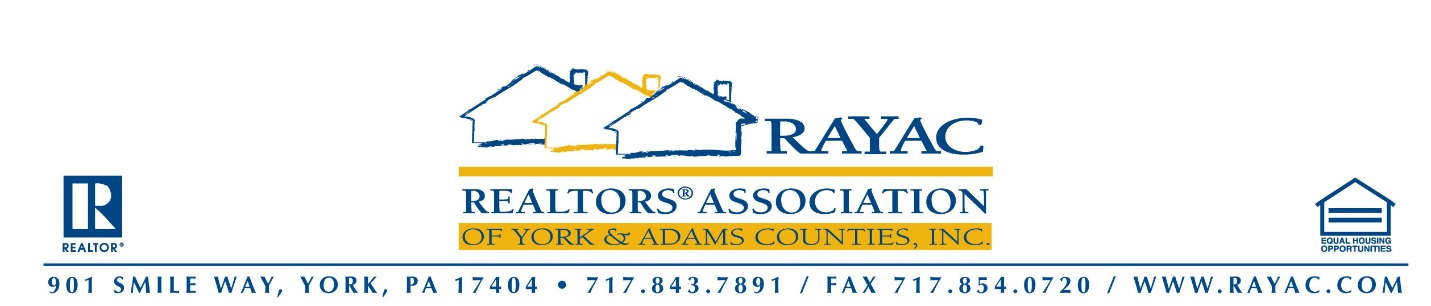 RAYAC
REALTORS® ASSOCIATION
OF YORK & ADAMS COUNTIES, INC.
R
REALTOR®
EQUAL HOUSING
OPPORTUNITIES
901 SMILE WAY, YORK, PA 17404 • 717.843.7891 / FAX 717.854.0720 / WWW.RAYAC.COM